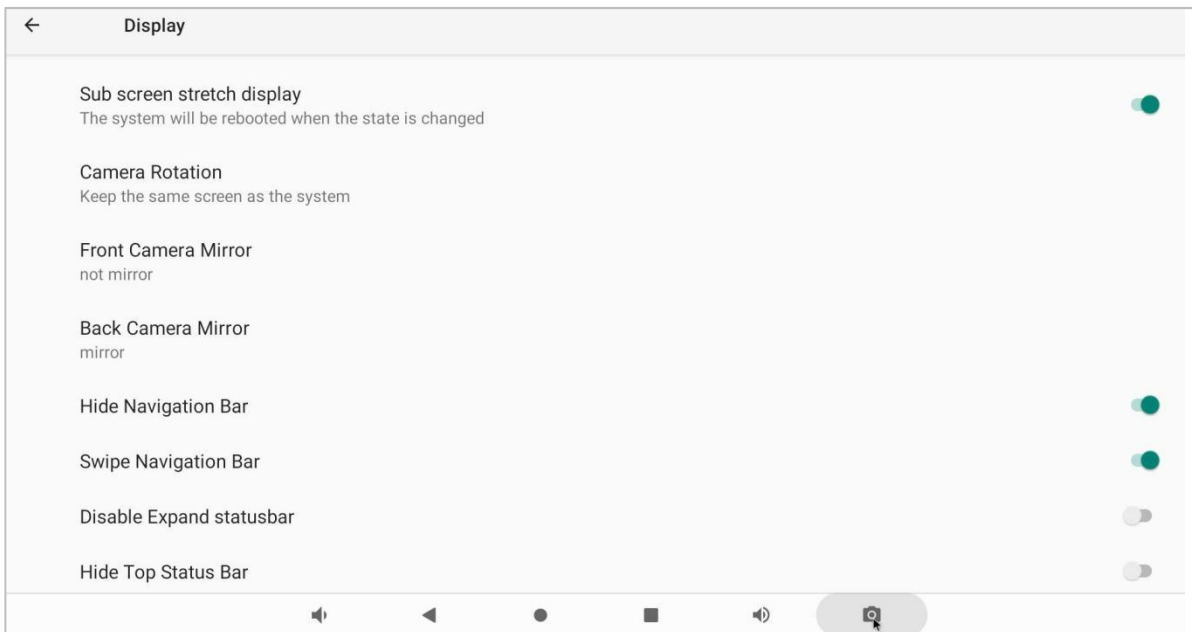 Display
Sub screen stretch display
The system will be rebooted when the state is changed
Camera Rotation
Keep the same screen as the system
Front Camera Mirror
not mirror
Back Camera Mirror
mirror
Hide Navigation Bar
Swipe Navigation Bar
Disable Expand statusbar
Hide Top Status Bar